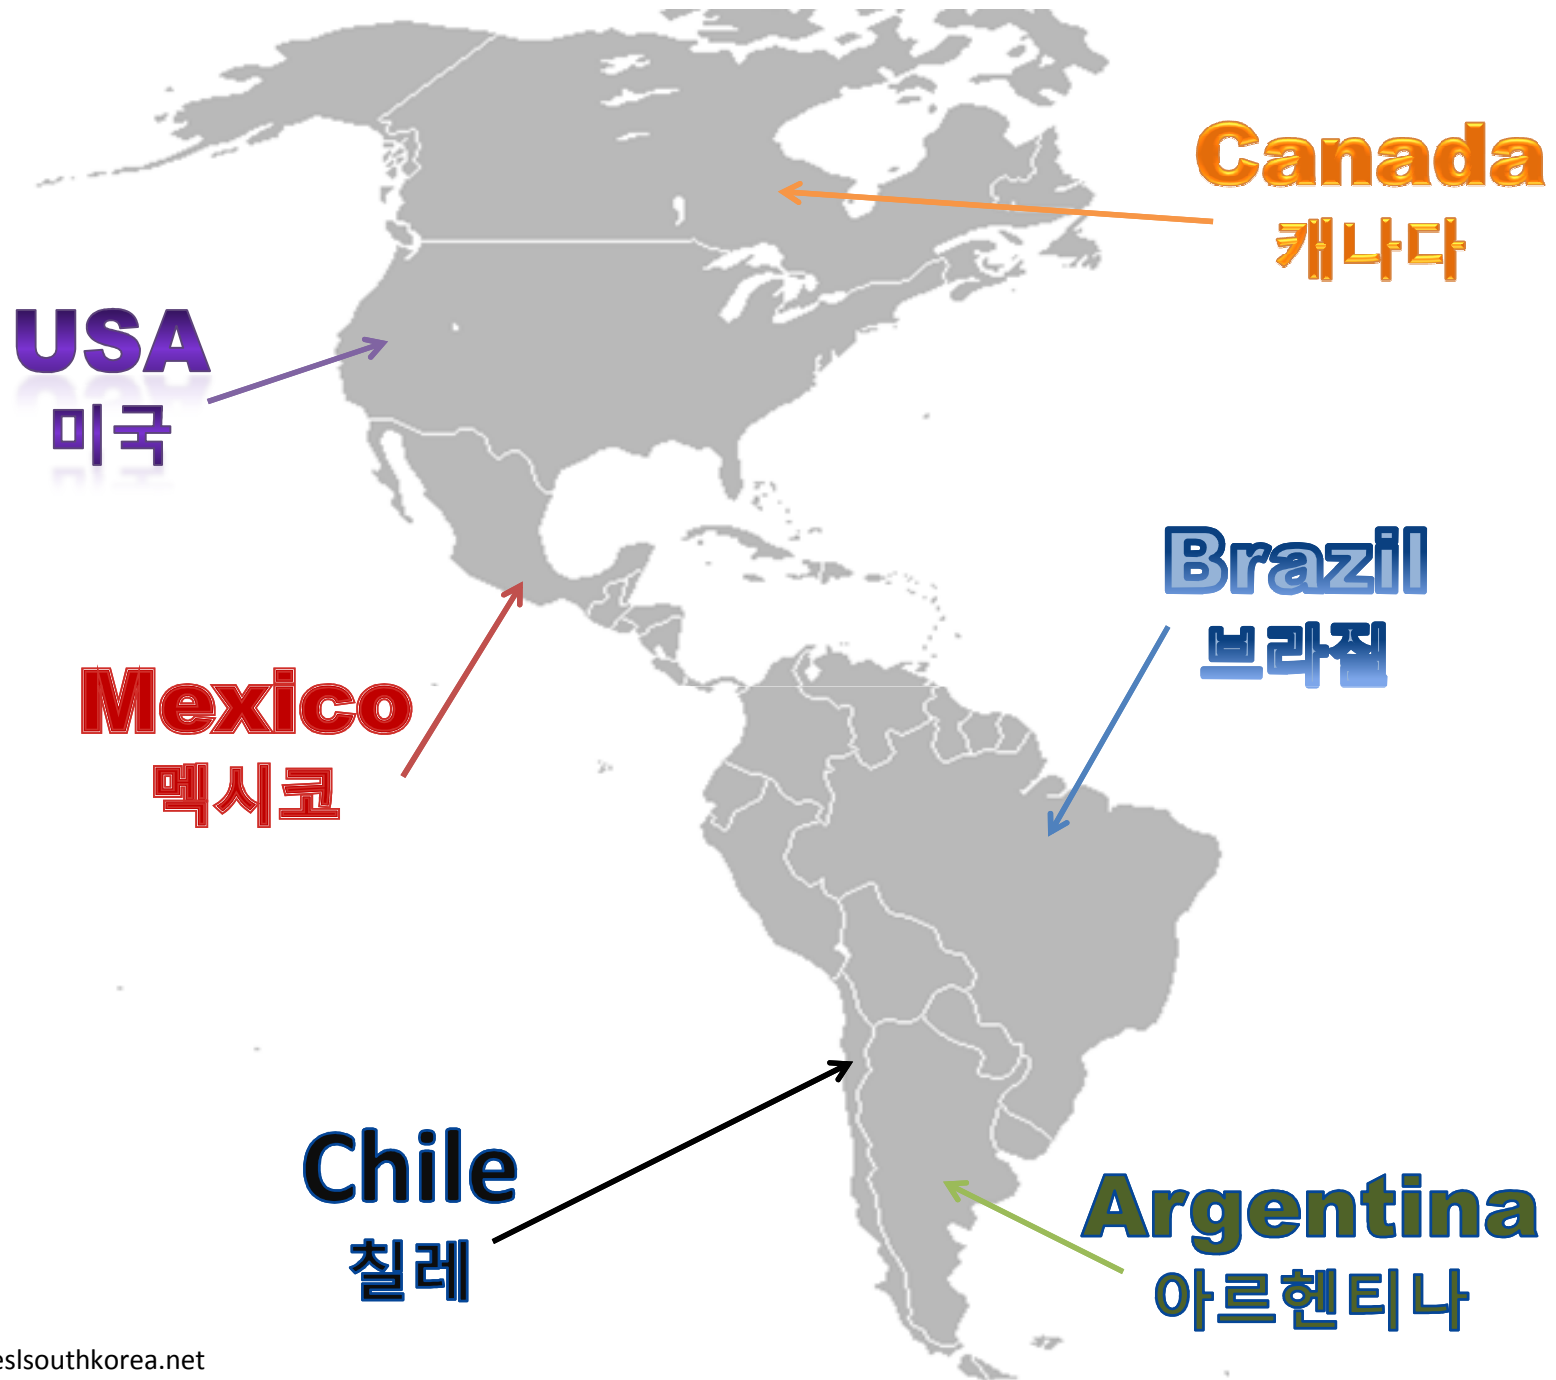 Canada
캐나다
USA
미국
Brazil
브라질
Mexico
멕시코
Chile
칠레
Argentina
아르헨티나
eslsouthkorea.net